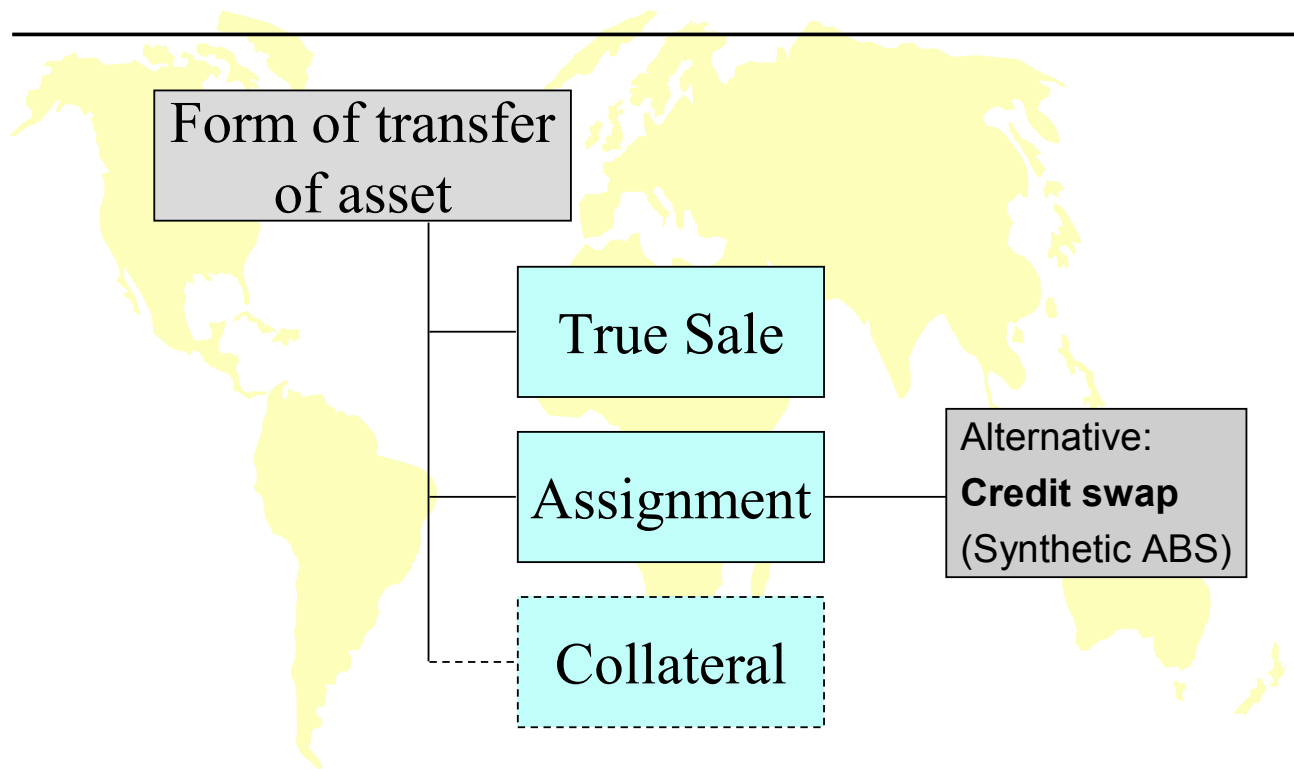 Form of transfer
of asset
True Sale
Assignment
Alternative:
Credit swap
(Synthetic ABS)
Collateral